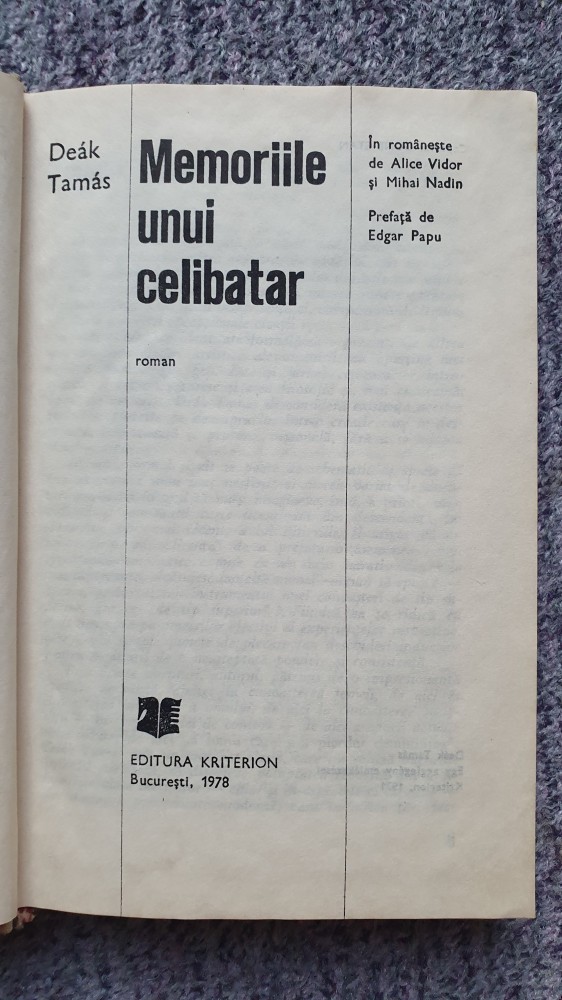 Deák
Tamás
Memoriile
unui
celibatar
roman
În românește
de Alice Vidor
și Mihai Nadin
Prefață de
Edgar Papu
EDITURA KRITERION
București, 1978